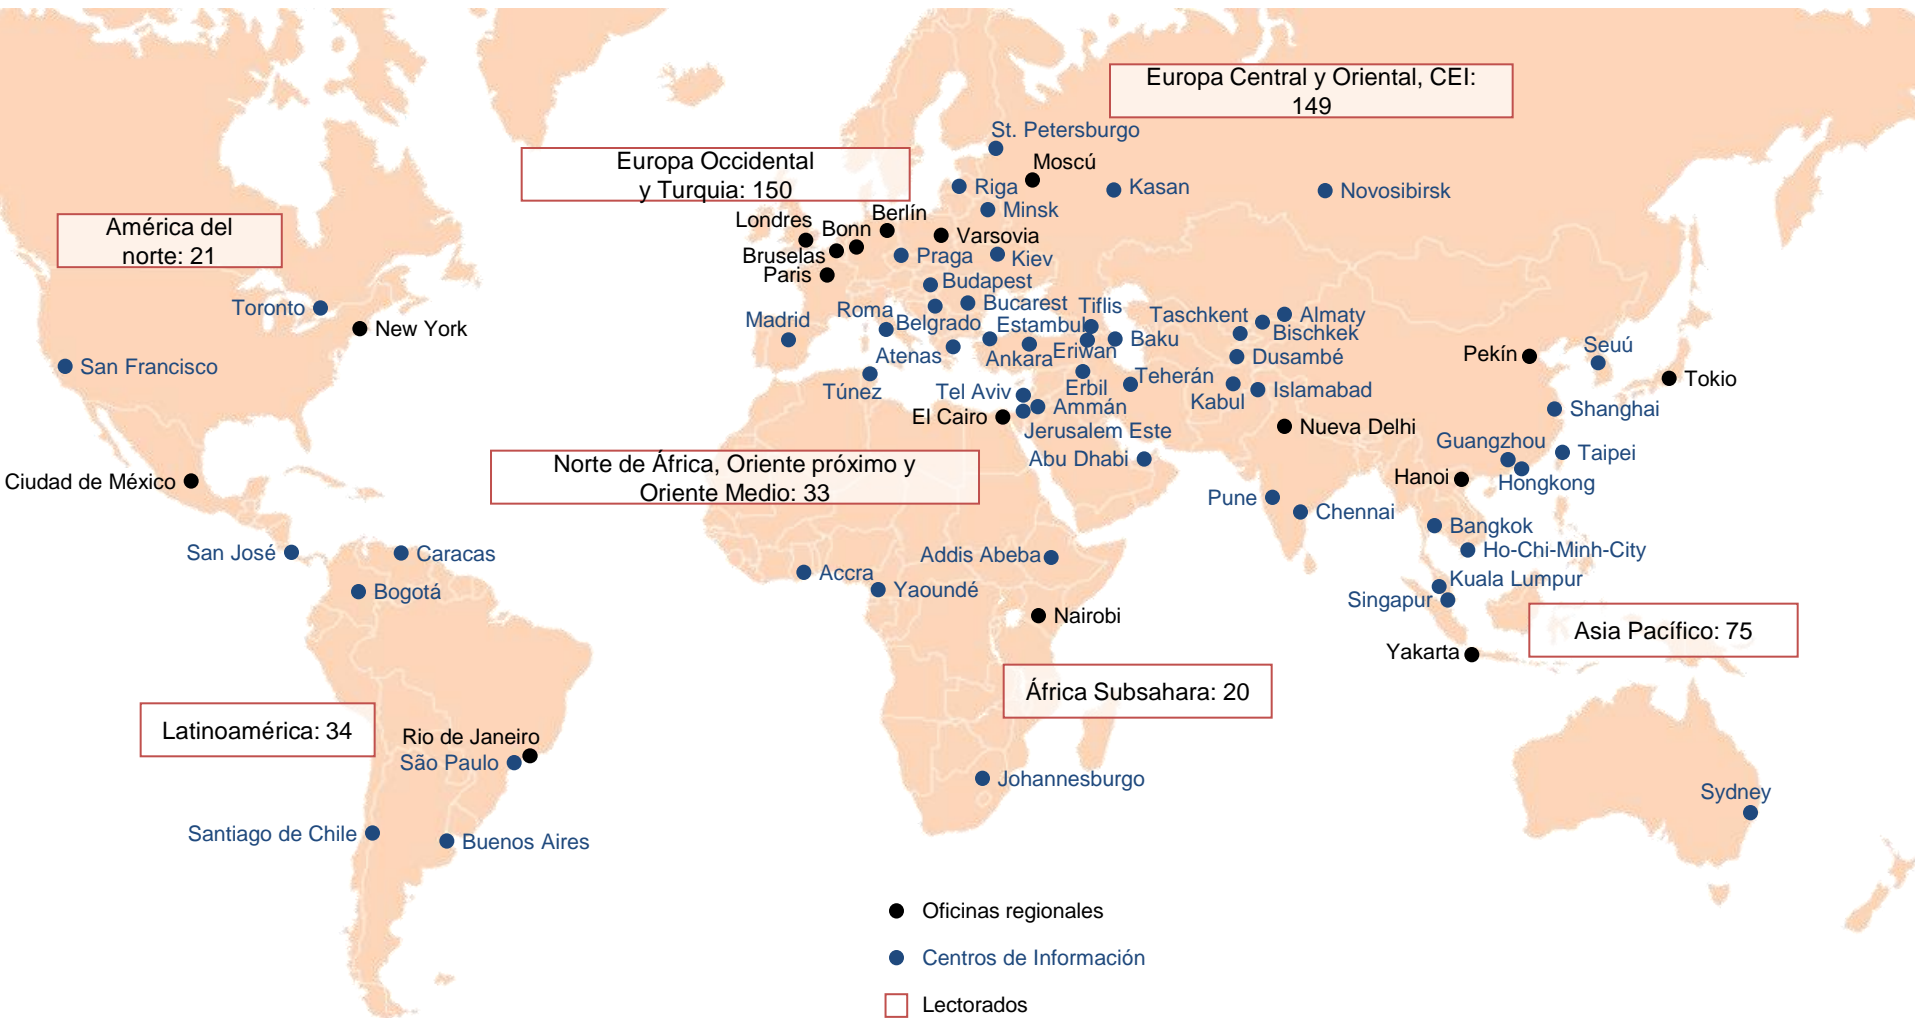 Europa Central y Oriental, CEI:
149
St. Petersburgo
Moscú
Europa Occidental
y Turquia: 150
Riga
Kasan
Novosibirsk
Minsk
América del
norte: 21
Londres
Berlín
Bonn
Varsovia
Bruselas
Praga
Kiev
Paris
Budapest
Toronto
New York
Madrid
Roma
Belgrado
Bucarest
Tiflis
Estambul
Taschkent
Almaty
Bischkek
Atenas
Ankara
Eriwan
Baku
Dusambé
Pekín
Seuú
San Francisco
Túnez
Tel Aviv
Erbil
Teherán
Kabul
Islamabad
Tokio
El Cairo
Ammán
Shanghai
Jerusalem Este
Nueva Delhi
Guangzhou
Taipei
Abu Dhabi
Norte de África, Oriente próximo y
Oriente Medio: 33
Ciudad de México
Hanoi
Hongkong
Pune
Chennai
Bangkok
San José
Caracas
Addis Abeba
Ho-Chi-Minh-City
Accra
Yaoundé
Kuala Lumpur
Bogotá
Singapur
Nairobi
Asia Pacífico: 75
Yakarta
África Subsahara: 20
Latinoamérica: 34
Rio de Janeiro
São Paulo
Johannesburgo
Sydney
Santiago de Chile
Buenos Aires
Oficinas regionales
Centros de Información
Lectorados